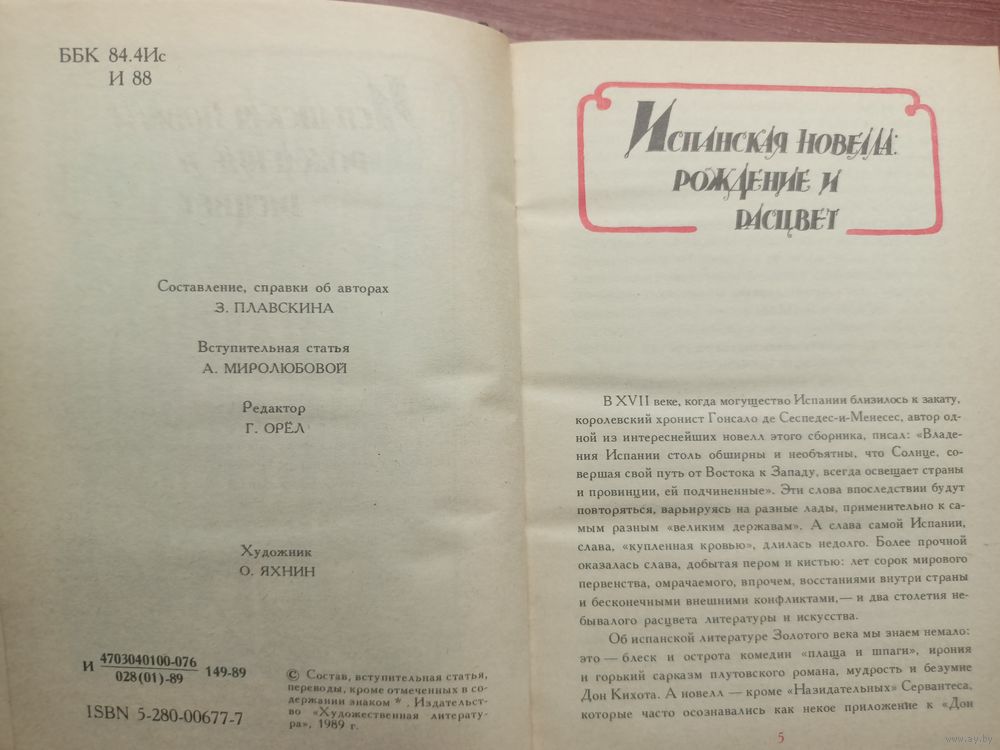 ББК 84.4Ис
И 88
Составление, справки об авторах
З. ПЛАВСКИНА
Вступительная статья
А. МИРОЛЮБОВОЙ
Редактор
Г. ОРЁЛ
Художник
О. ЯХНИН
И 4703040100-076
028(01)-89 149-89
ISBN 5-280-00677-7
© Состав, вступительная статья,
переводы, кроме отмеченных в со-
держании знаком *. Издательст-
во «Художественная литерату-
ра», 1989 г.
Испанская новелла:
рождение и
расцвет
В XVII веке, когда могущество Испании близилось к закату,
королевский хронист Гонсало де Сеспедес-и-Менесес, автор од-
ной из интереснейших новелл этого сборника, писал: «Владе-
ния Испании столь обширны и необъятны, что Солнце, со-
вершая свой путь от Востока к Западу, всегда освещает страны
и провинции, ей подчиненные». Эти слова впоследствии будут
повторяться, варьируясь на разные лады, применительно к са-
мым разным «великим державам». А слава самой Испании,
слава, «купленная кровью», длилась недолго. Более прочной
оказалась слава, добытая пером и кистью: лет сорок мирового
первенства, омрачаемого, впрочем, восстаниями внутри страны
и бесконечными внешними конфликтами,— и два столетия не-
бывалого расцвета литературы и искусства.
Об испанской литературе Золотого века мы знаем немало:
это — блеск и острота комедии «плаща и шпаги», ирония
и горький сарказм плутовского романа, мудрость и безумие
Дон Кихота. А новелл — кроме «Назидательных» Сервантеса,
которые часто осознавались как некое приложение к «Дон
5
www.ay.by